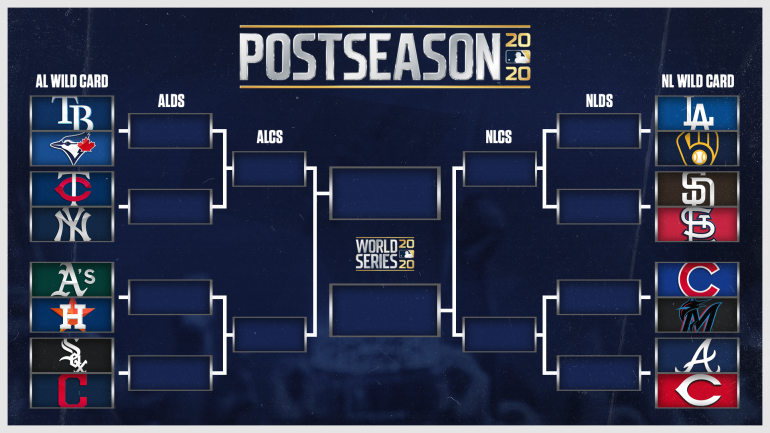 POSTSEASON 20
20
AL WILD CARD
NL WILD CARD
ALDS
NLDS
ALCS
NLCS
TB
TC
NY
A's
H
Sox
C
WORLD 20
SERIES 20
LA
SD
STL
C
M
A
C